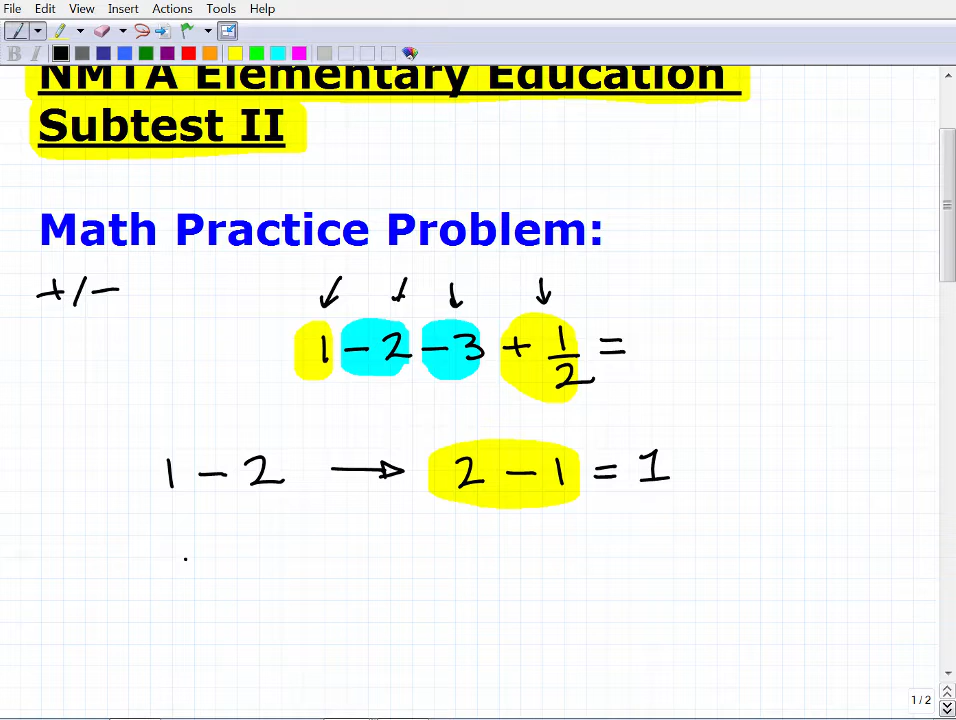 File Edit View Insert Actions Tools Help
B I
NMTA Elementary Education
Subtest II
Math Practice Problem:
+/−
1 − 2 − 3 + 1/2 =
1 − 2 → 2 − 1 = 1
1 / 2